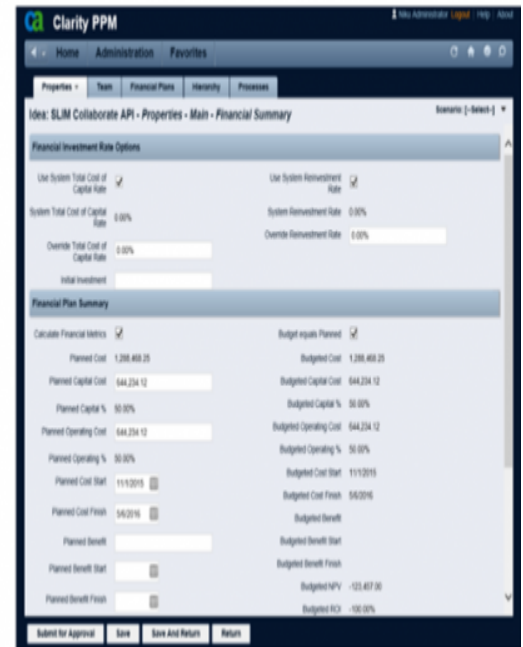 ca Clarity PPM
Niku Administrator Logout | Help | About
Home Administration Favorites
Properties Team Financial Plans Hierarchy Processes
Idea: SLIM Collaborate API - Properties - Main - Financial Summary
Scenario: [--Select--]
Financial Investment Rate Options
Use System Total Cost of Capital Rate
Use System Reinvestment Rate
System Total Cost of Capital Rate 0.00%
System Reinvestment Rate 0.00%
Override Total Cost of Capital Rate 0.00%
Override Reinvestment Rate 0.00%
Initial Investment
Financial Plan Summary
Calculate Financial Metrics
Budget equals Planned
Planned Cost 1,288,468.25
Budgeted Cost 1,288,468.25
Planned Capital Cost 644,234.12
Budgeted Capital Cost 644,234.12
Planned Capital % 50.00%
Budgeted Capital % 50.00%
Planned Operating Cost 644,234.12
Budgeted Operating Cost 644,234.12
Planned Operating % 50.00%
Budgeted Operating % 50.00%
Planned Cost Start 11/1/2015
Budgeted Cost Start 11/1/2015
Planned Cost Finish 5/6/2016
Budgeted Cost Finish 5/6/2016
Planned Benefit
Budgeted Benefit
Planned Benefit Start
Budgeted Benefit Start
Planned Benefit Finish
Budgeted Benefit Finish
Budgeted NPV -123,457.00
Budgeted ROI -100.00%
Submit for Approval Save Save And Return Return